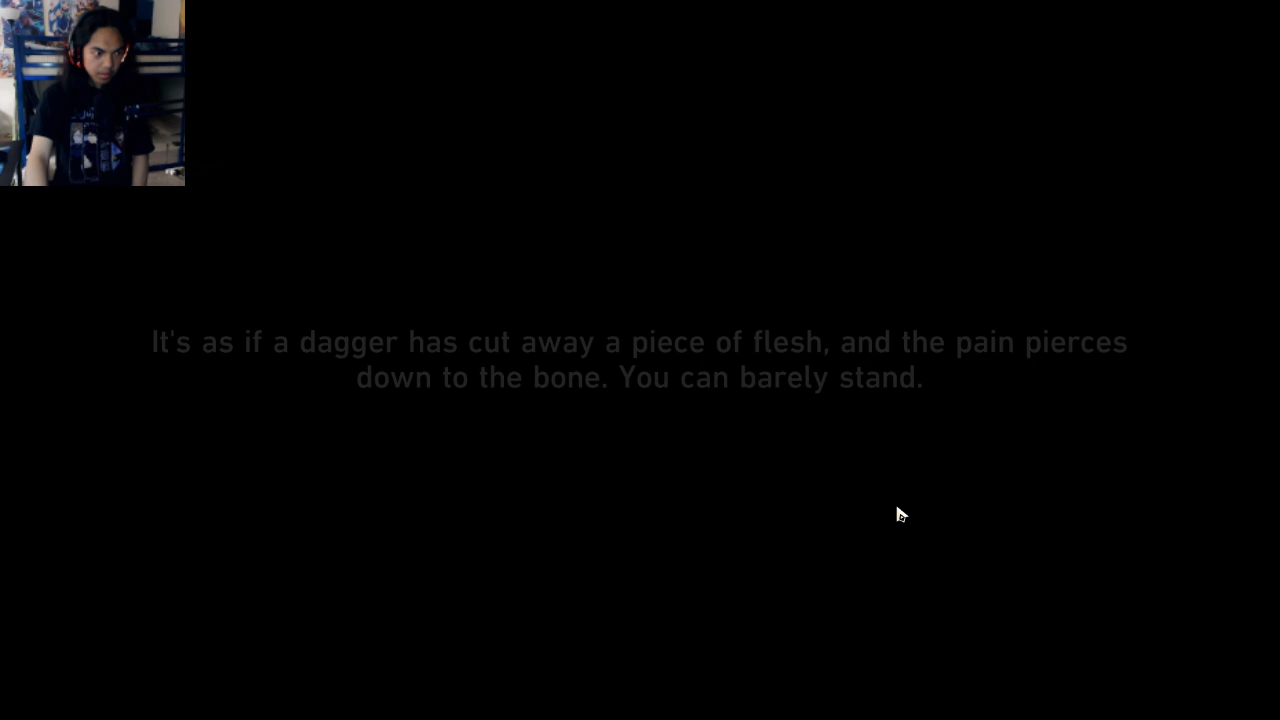 It's as if a dagger has cut away a piece of flesh, and the pain pierces
down to the bone. You can barely stand.